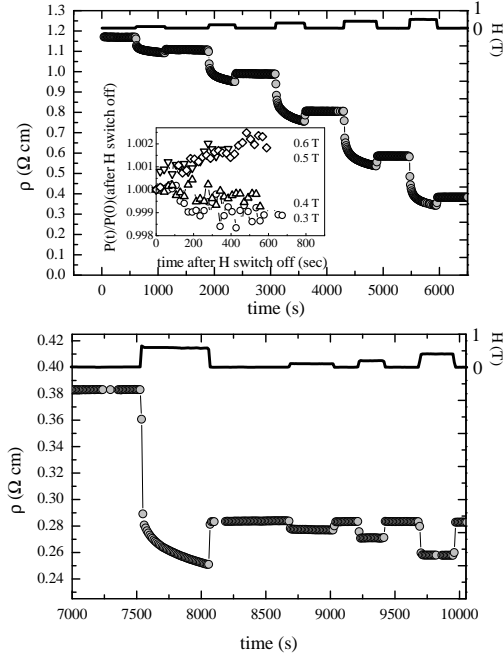 1.3
1.2
1.1
1.0
0.9
0.8
0.7
0.6
0.5
0.4
0.3
0.2
0.1
0.0
ρ (Ω cm)
1
0
H (T)
1.002
1.001
1.000
0.999
0.998
P(t)/P(0)(after H switch off)
0.6 T
0.5 T
0.4 T
0.3 T
0 200 400 600 800
time after H switch off (sec)
0 1000 2000 3000 4000 5000 6000
time (s)
0.42
0.40
0.38
0.36
0.34
0.32
0.30
0.28
0.26
0.24
ρ (Ω cm)
1
0
H (T)
7000 7500 8000 8500 9000 9500 10000
time (s)